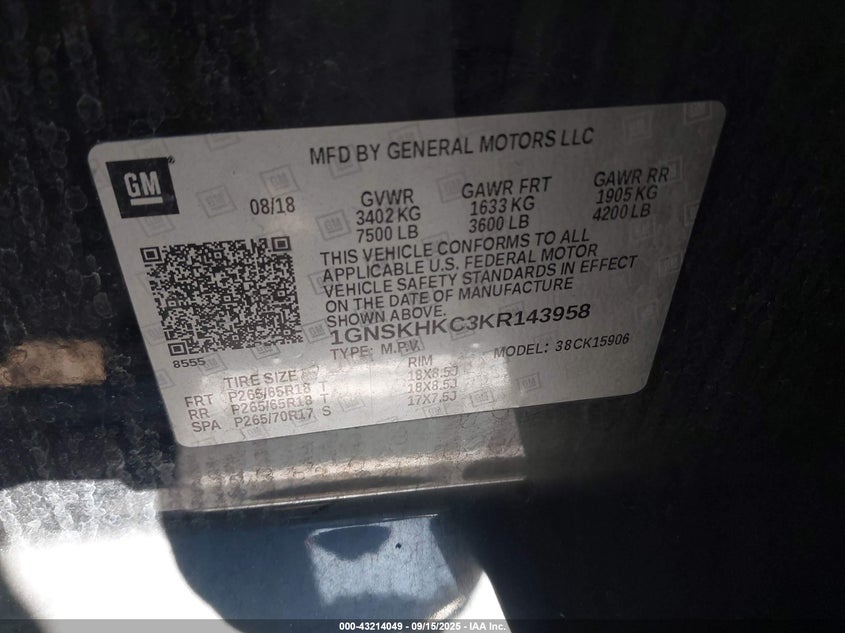 GM
MFD BY GENERAL MOTORS LLC
08/18
GVWR
3402 KG
7500 LB
GAWR FRT
1633 KG
3600 LB
GAWR RR
1905 KG
4200 LB
THIS VEHICLE CONFORMS TO ALL
APPLICABLE U.S. FEDERAL MOTOR
VEHICLE SAFETY STANDARDS IN EFFECT
ON THE DATE OF MANUFACTURE
SHOWN ABOVE.
1GNSKHKC3KR143958
TYPE: M.P.V. MODEL: 38CK15906
8555
TIRE SIZE RIM
FRT P265/65R18 T 18X8.5J
RR P265/65R18 T 18X8.5J
SPA P265/70R17 S 17X7.5J
000-43214049 - 09/15/2025 - IAA Inc.